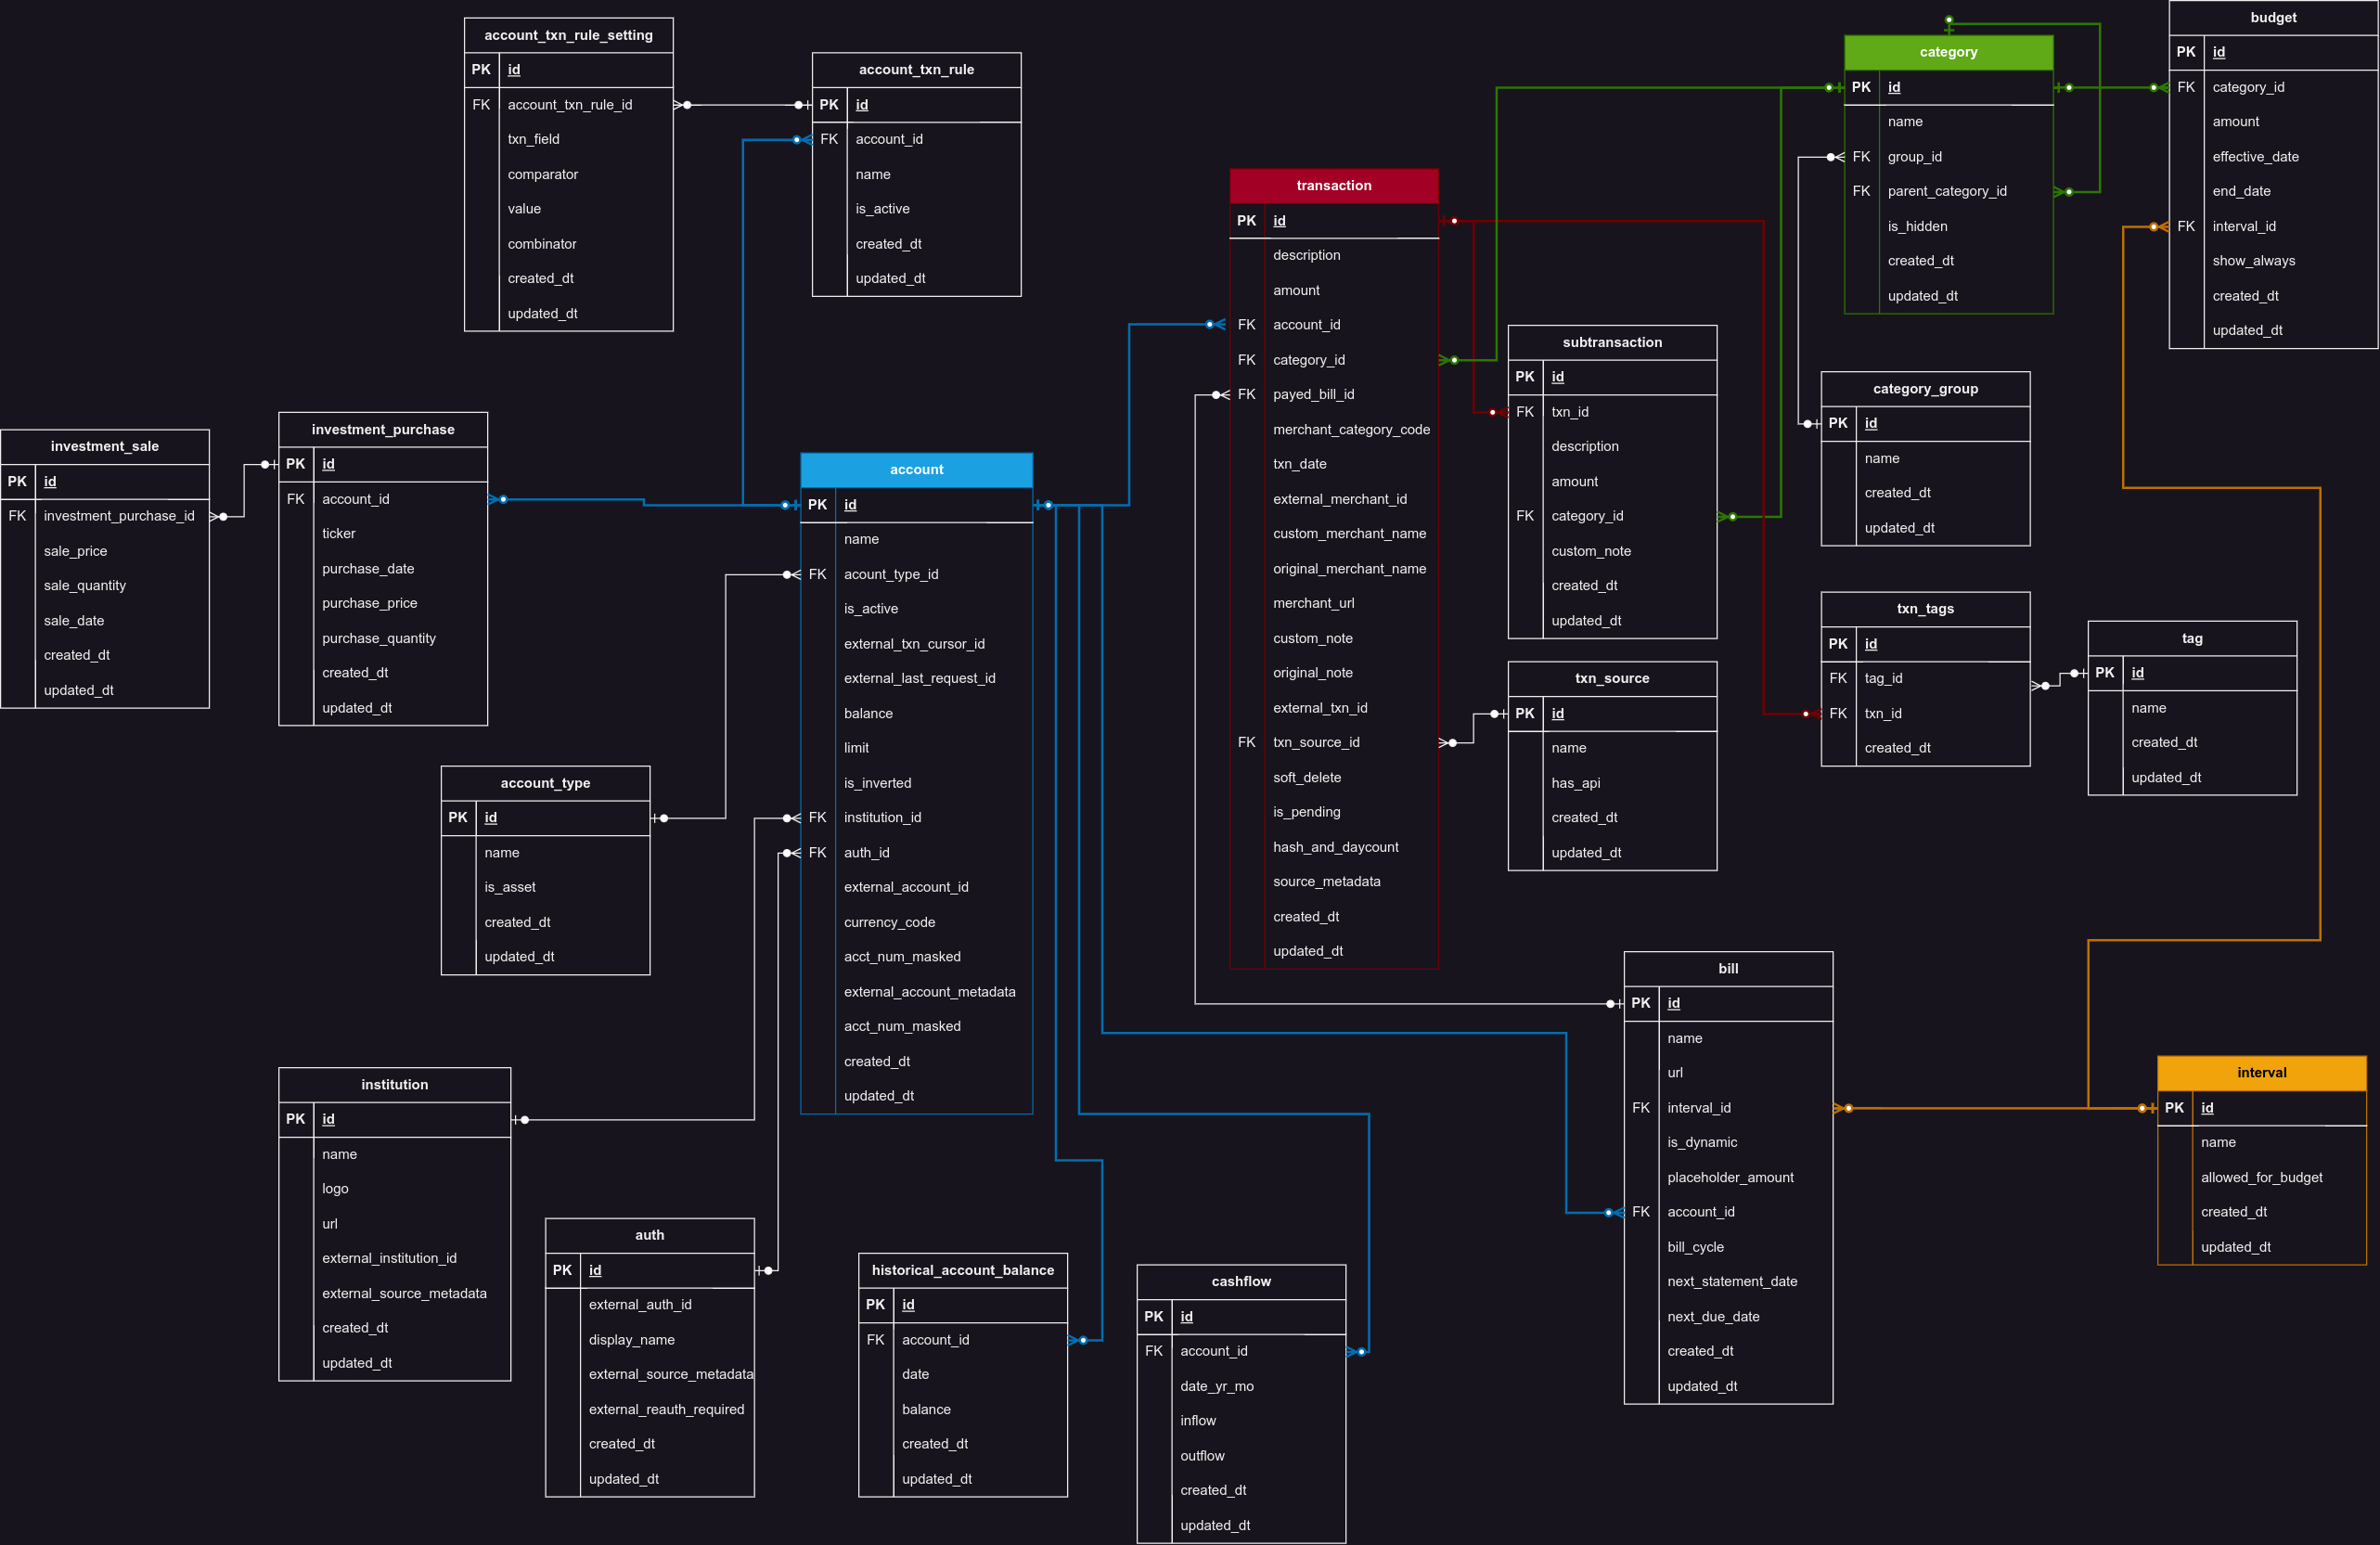 account_txn_rule_setting
PK id
FK account_txn_rule_id
txn_field
comparator
value
combinator
created_dt
updated_dt
account_txn_rule
PK id
FK account_id
name
is_active
created_dt
updated_dt
category
PK id
name
FK group_id
FK parent_category_id
is_hidden
created_dt
updated_dt
budget
PK id
FK category_id
amount
effective_date
end_date
FK interval_id
show_always
created_dt
updated_dt
transaction
PK id
description
amount
FK account_id
FK category_id
FK payed_bill_id
merchant_category_code
txn_date
external_merchant_id
custom_merchant_name
original_merchant_name
merchant_url
custom_note
original_note
external_txn_id
FK txn_source_id
soft_delete
is_pending
hash_and_daycount
source_metadata
created_dt
updated_dt
subtransaction
PK id
FK txn_id
description
amount
FK category_id
custom_note
created_dt
updated_dt
category_group
PK id
name
created_dt
updated_dt
investment_sale
PK id
FK investment_purchase_id
sale_price
sale_quantity
sale_date
created_dt
updated_dt
investment_purchase
PK id
FK account_id
ticker
purchase_date
purchase_price
purchase_quantity
created_dt
updated_dt
account
PK id
name
FK acount_type_id
is_active
external_txn_cursor_id
external_last_request_id
balance
limit
is_inverted
FK institution_id
FK auth_id
external_account_id
currency_code
acct_num_masked
external_account_metadata
acct_num_masked
created_dt
updated_dt
txn_source
PK id
name
has_api
created_dt
updated_dt
txn_tags
PK id
FK tag_id
FK txn_id
created_dt
tag
PK id
name
created_dt
updated_dt
account_type
PK id
name
is_asset
created_dt
updated_dt
bill
PK id
name
url
FK interval_id
is_dynamic
placeholder_amount
FK account_id
bill_cycle
next_statement_date
next_due_date
created_dt
updated_dt
interval
PK id
name
allowed_for_budget
created_dt
updated_dt
institution
PK id
name
logo
url
external_institution_id
external_source_metadata
created_dt
updated_dt
auth
PK id
external_auth_id
display_name
external_source_metadata
external_reauth_required
created_dt
updated_dt
historical_account_balance
PK id
FK account_id
date
balance
created_dt
updated_dt
cashflow
PK id
FK account_id
date_yr_mo
inflow
outflow
created_dt
updated_dt